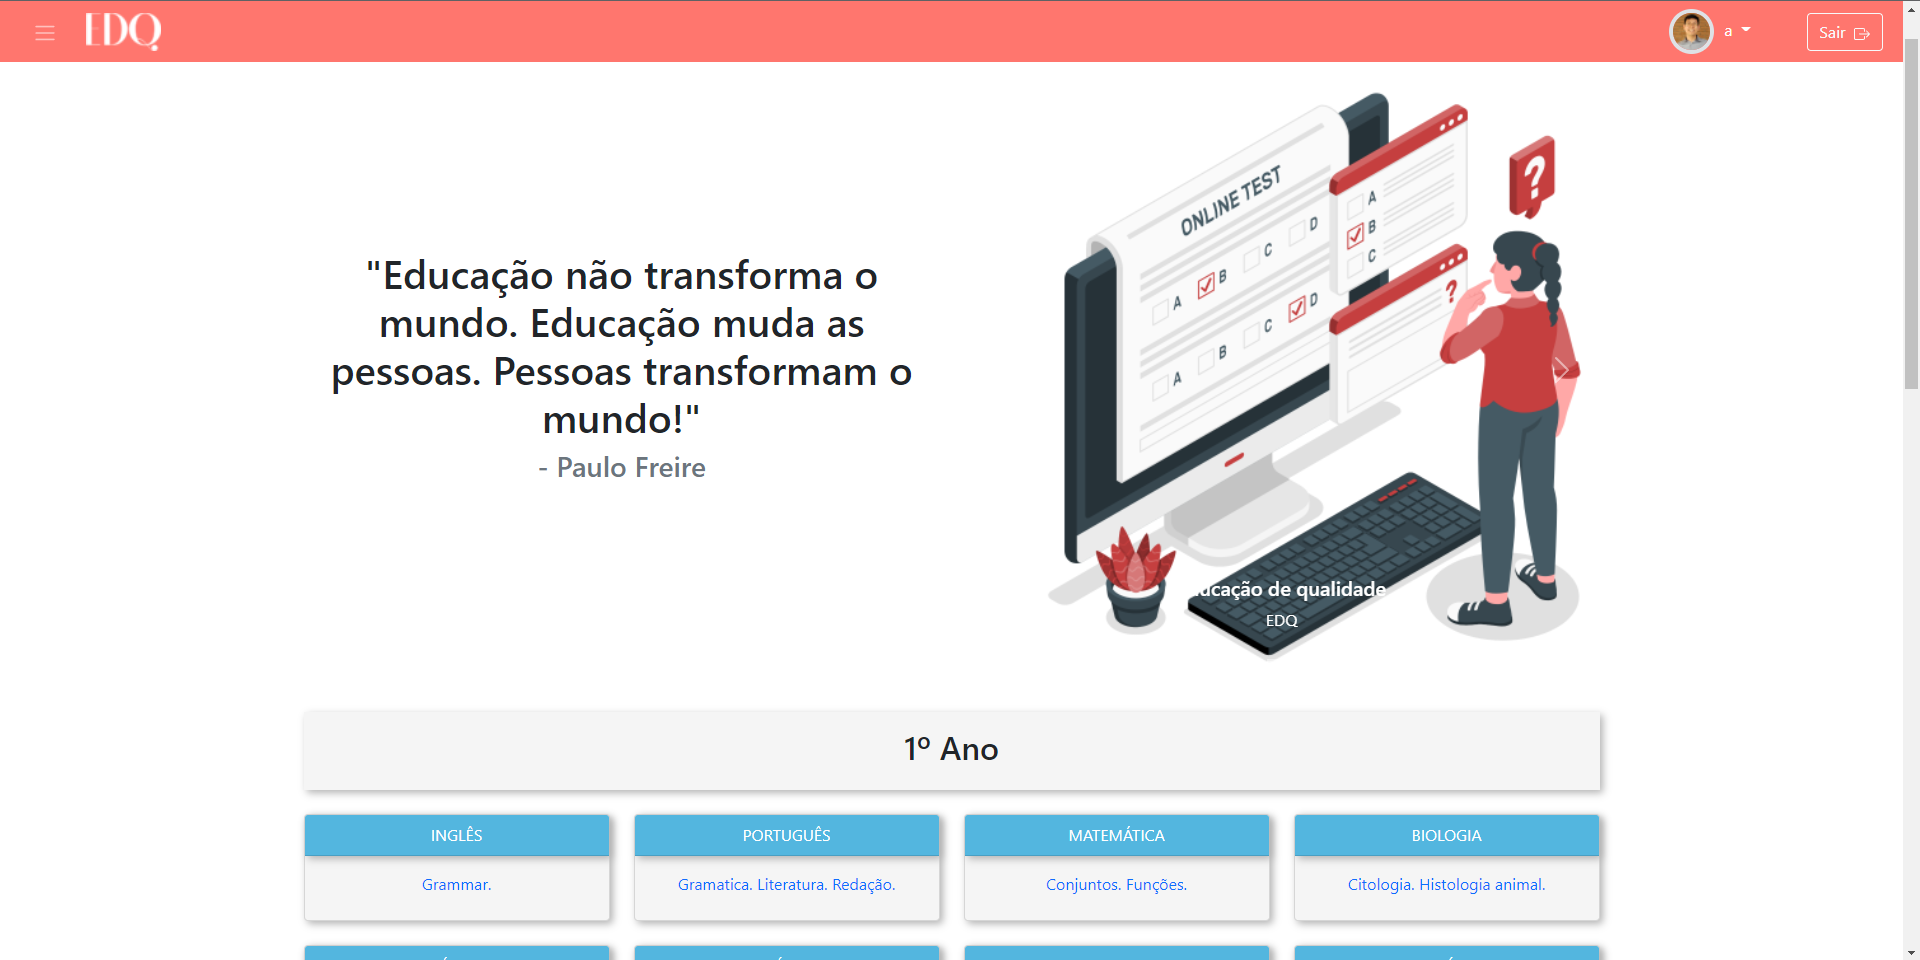 EDQ
a
Sair
"Educação não transforma o
mundo. Educação muda as
pessoas. Pessoas transformam o
mundo!"
- Paulo Freire
ONLINE TEST
A B C D
A B C D
A
B
C
?
?
ucação de qualidade
EDQ
1º Ano
INGLÊS
Grammar.
PORTUGUÊS
Gramatica. Literatura. Redação.
MATEMÁTICA
Conjuntos. Funções.
BIOLOGIA
Citologia. Histologia animal.